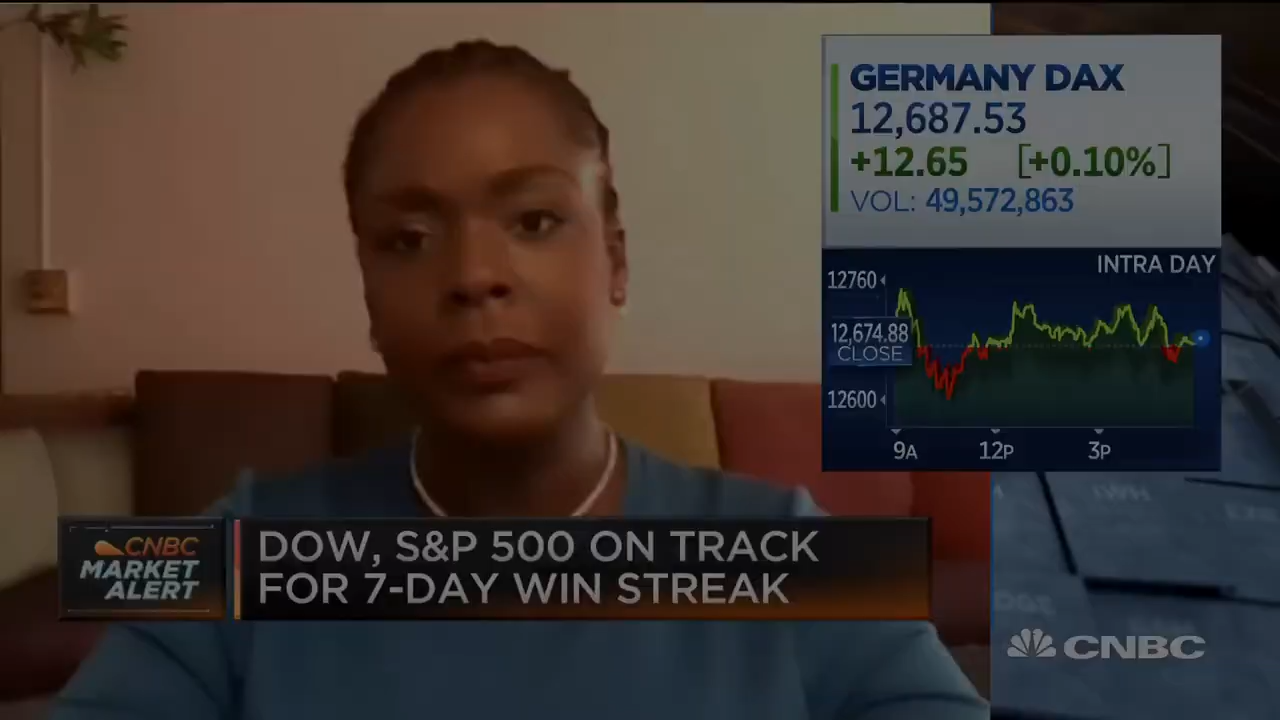 GERMANY DAX
12,687.53
+12.65 [+0.10%]
VOL: 49,572,863
INTRA DAY
12760
12,674.88
CLOSE
12600
9A 12P 3P
CNBC
MARKET
ALERT
DOW, S&P 500 ON TRACK
FOR 7-DAY WIN STREAK
CNBC